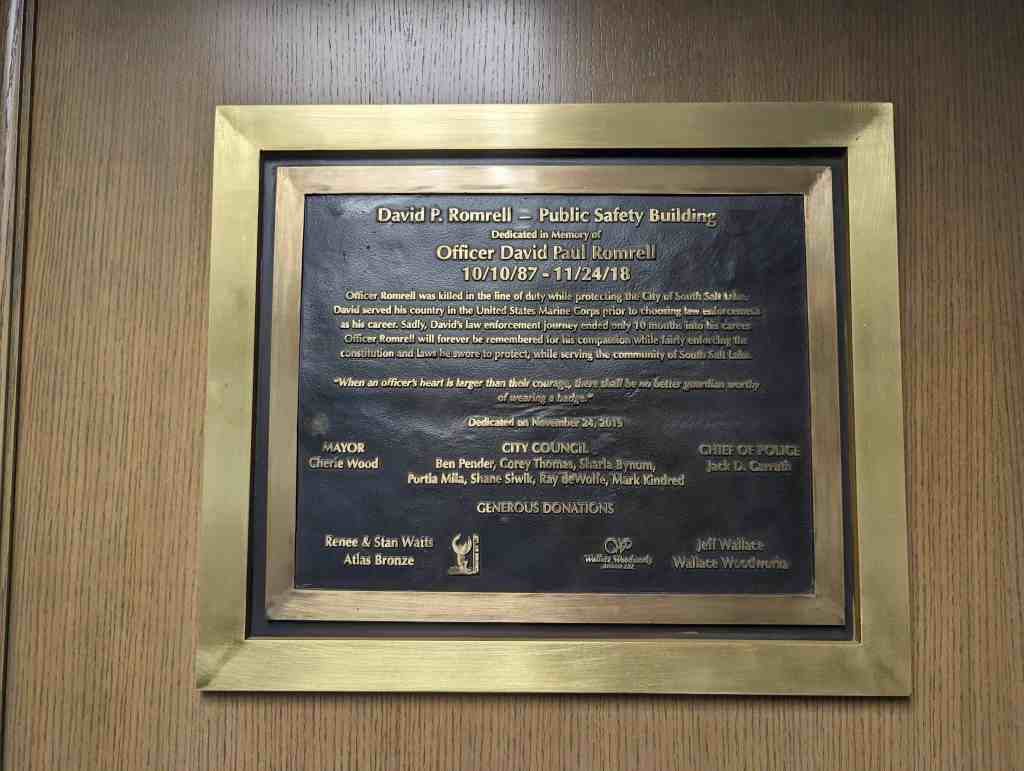 David P. Romrell – Public Safety Building
Dedicated in Memory of
Officer David Paul Romrell
10/10/87 - 11/24/18
Officer Romrell was killed in the line of duty while protecting the City of South Salt Lake.
David served his country in the United States Marine Corps prior to choosing law enforcement
as his career. Sadly, David's law enforcement journey ended only 10 months into his career.
Officer Romrell will forever be remembered for his compassion while fairly enforcing the
constitution and laws he swore to protect, while serving the community of South Salt Lake.
"When an officer's heart is larger than their courage, there shall be no better guardian worthy
of wearing a badge."
Dedicated on November 24, 2019
MAYOR
Cherie Wood
CITY COUNCIL
Ben Pender, Corey Thomas, Sharla Bynum,
Portia Mila, Shane Siwik, Ray deWolfe, Mark Kindred
CHIEF OF POLICE
Jack D. Carruth
GENEROUS DONATIONS
Renee & Stan Watts
Atlas Bronze
Wallace Woodworks
Jeff Wallace
Wallace Woodworks